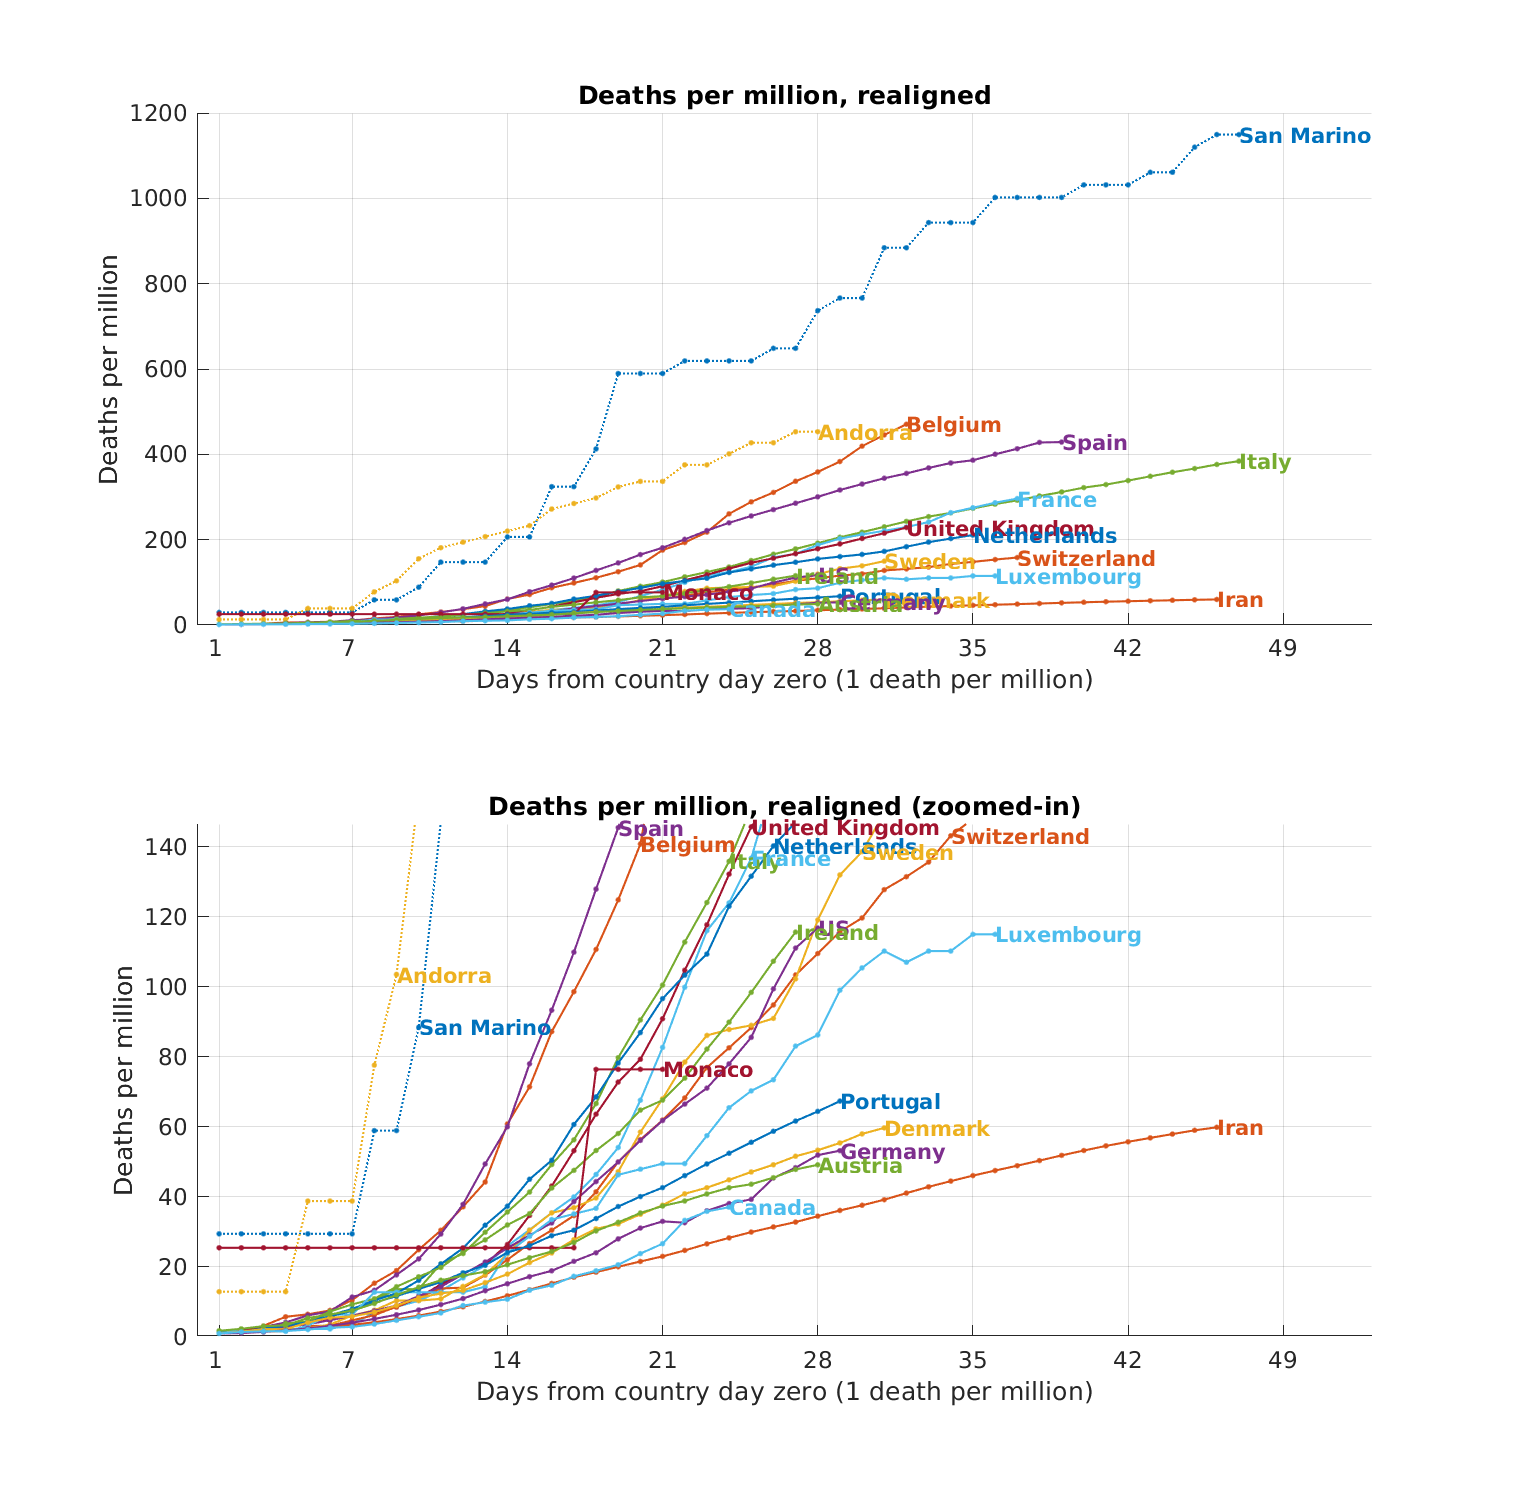 Deaths per million, realigned
1200
1000
800
600
400
200
0
Deaths per million
San Marino
Andorra
Belgium
Spain
Italy
France
United Kingdom
Netherlands
Switzerland
Sweden
Ireland
US
Luxembourg
Monaco
Portugal
Denmark
Germany
Austria
Canada
Iran
1 7 14 21 28 35 42 49
Days from country day zero (1 death per million)
Deaths per million, realigned (zoomed-in)
140
120
100
80
60
40
20
0
Deaths per million
Spain
United Kingdom
Belgium
Switzerland
Netherlands
Sweden
Italy
France
US
Ireland
Luxembourg
Andorra
San Marino
Monaco
Portugal
Denmark
Iran
Germany
Austria
Canada
1 7 14 21 28 35 42 49
Days from country day zero (1 death per million)